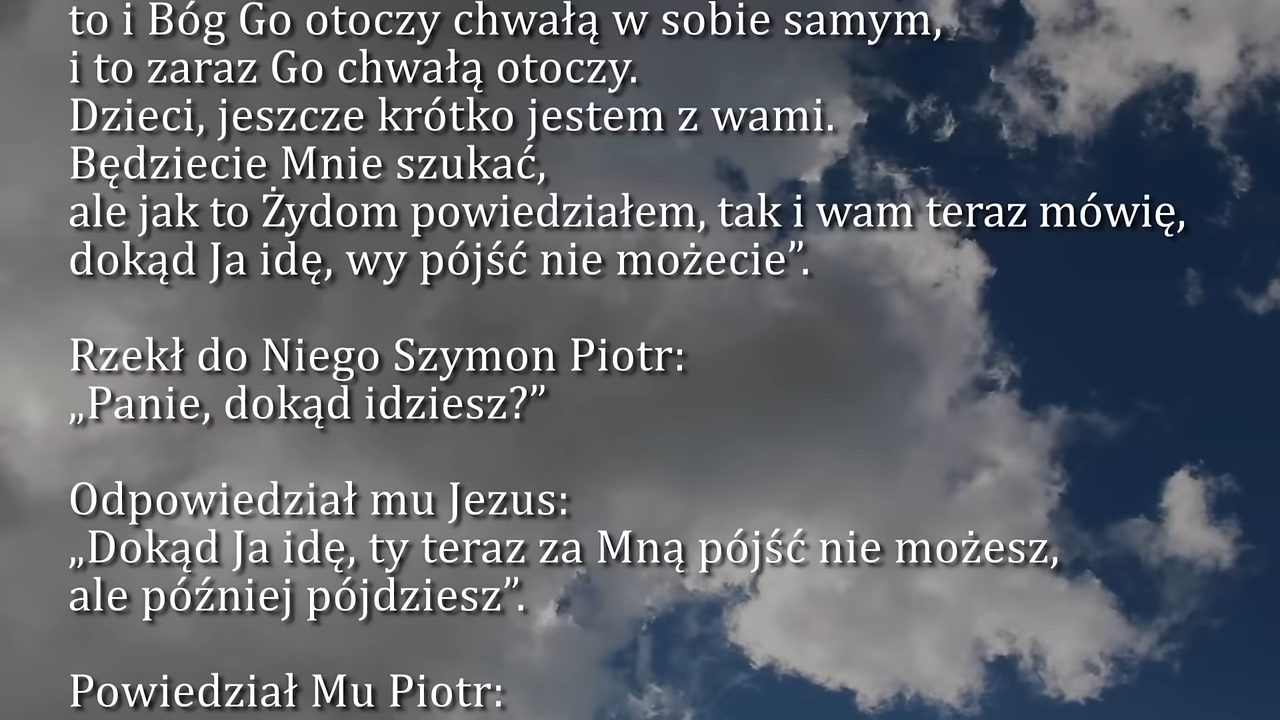 to i Bóg Go otoczy chwałą w sobie samym,
i to zaraz Go chwałą otoczy.
Dzieci, jeszcze krótko jestem z wami.
Będziecie Mnie szukać,
ale jak to Żydom powiedziałem, tak i wam teraz mówię,
dokąd Ja idę, wy pójść nie możecie”.
Rzekł do Niego Szymon Piotr:
„Panie, dokąd idziesz?”
Odpowiedział mu Jezus:
„Dokąd Ja idę, ty teraz za Mną pójść nie możesz,
ale później pójdziesz”.
Powiedział Mu Piotr: